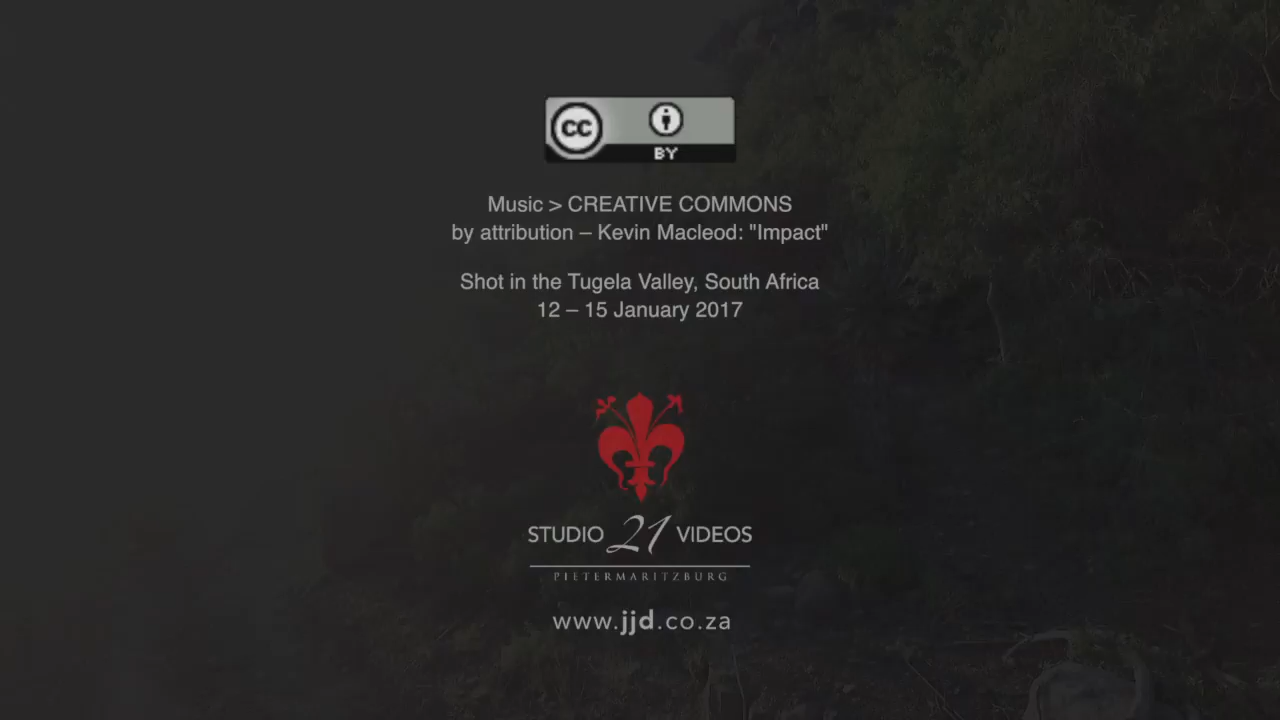 CC
BY
Music > CREATIVE COMMONS
by attribution – Kevin Macleod: "Impact"
Shot in the Tugela Valley, South Africa
12 – 15 January 2017
STUDIO 21 VIDEOS
PIETERMARITZBURG
www.jjd.co.za